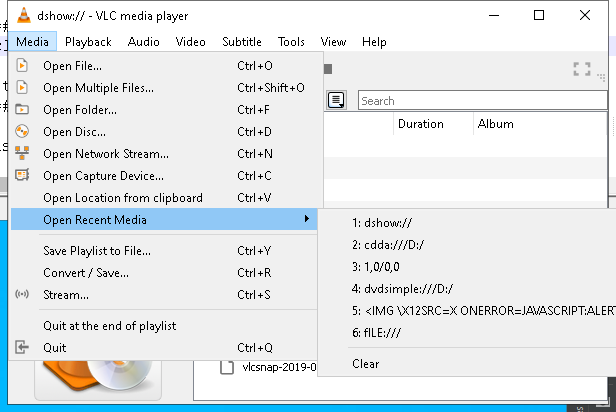 dshow:// - VLC media player
Media Playback Audio Video Subtitle Tools View Help
Open File... Ctrl+O
Open Multiple Files... Ctrl+Shift+O
Open Folder... Ctrl+F
Open Disc... Ctrl+D
Open Network Stream... Ctrl+N
Open Capture Device... Ctrl+C
Open Location from clipboard Ctrl+V
Open Recent Media
Save Playlist to File... Ctrl+Y
Convert / Save... Ctrl+R
Stream... Ctrl+S
Quit at the end of playlist
Quit Ctrl+Q
Search
Duration Album
1: dshow://
2: cdda:///D:/
3: 1,0/0,0
4: dvdsimple:///D:/
5: <IMG \X12SRC=X ONERROR=JAVASCRIPT:ALER
6: fILE:///
Clear
vlcsnap-2019-0